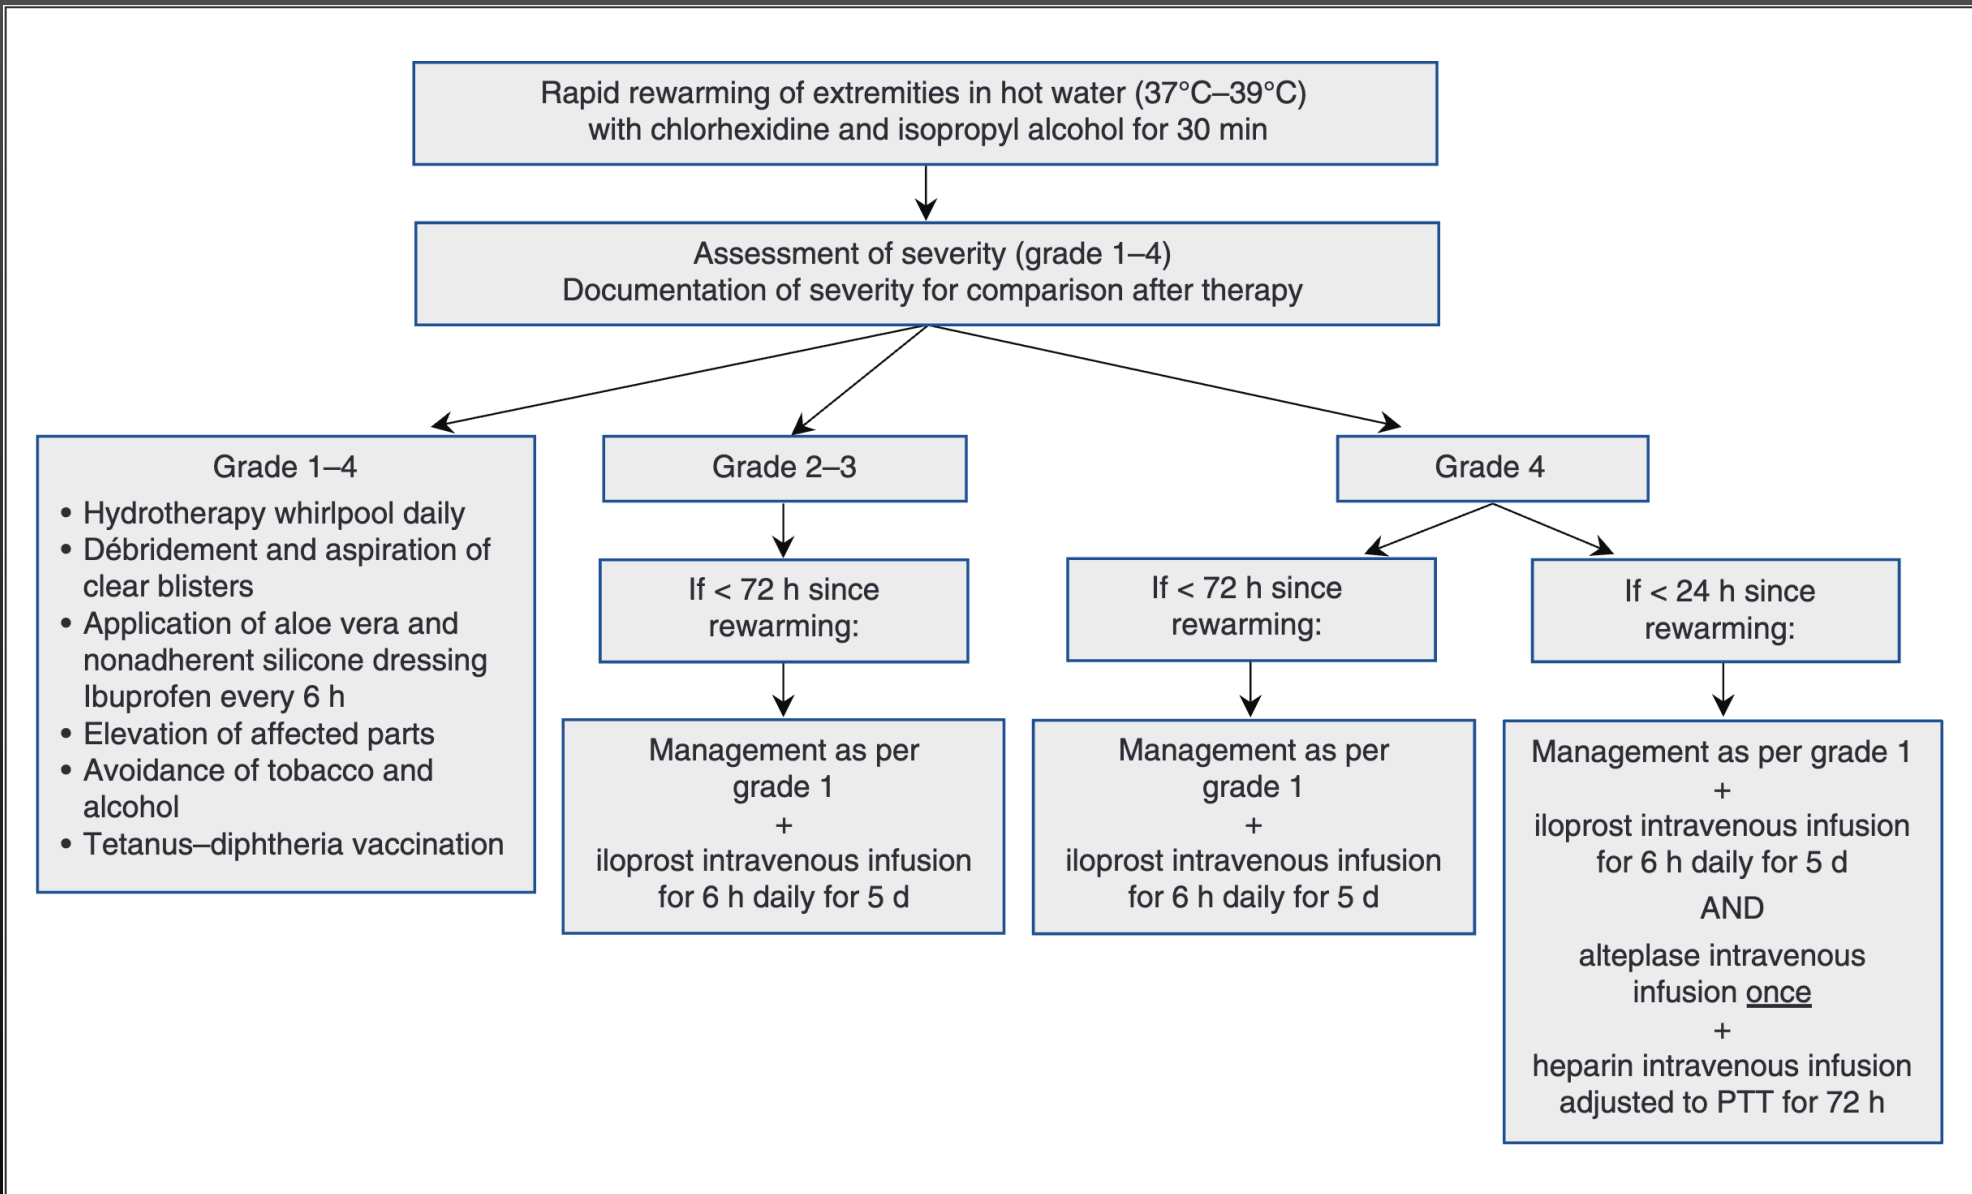 Rapid rewarming of extremities in hot water (37°C–39°C)
with chlorhexidine and isopropyl alcohol for 30 min
Assessment of severity (grade 1–4)
Documentation of severity for comparison after therapy
Grade 1–4
• Hydrotherapy whirlpool daily
• Débridement and aspiration of
clear blisters
• Application of aloe vera and
nonadherent silicone dressing
Ibuprofen every 6 h
• Elevation of affected parts
• Avoidance of tobacco and
alcohol
• Tetanus–diphtheria vaccination
Grade 2–3
If < 72 h since
rewarming:
Management as per
grade 1
+
iloprost intravenous infusion
for 6 h daily for 5 d
Grade 4
If < 72 h since
rewarming:
Management as per
grade 1
+
iloprost intravenous infusion
for 6 h daily for 5 d
If < 24 h since
rewarming:
Management as per grade 1
+
iloprost intravenous infusion
for 6 h daily for 5 d
AND
alteplase intravenous
infusion once
+
heparin intravenous infusion
adjusted to PTT for 72 h